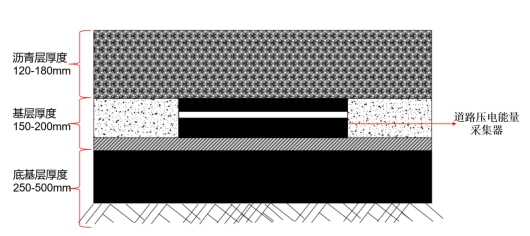 沥青层厚度
120-180mm
基层厚度
150-200mm
道路压电能量
采集器
底基层厚度
250-500mm